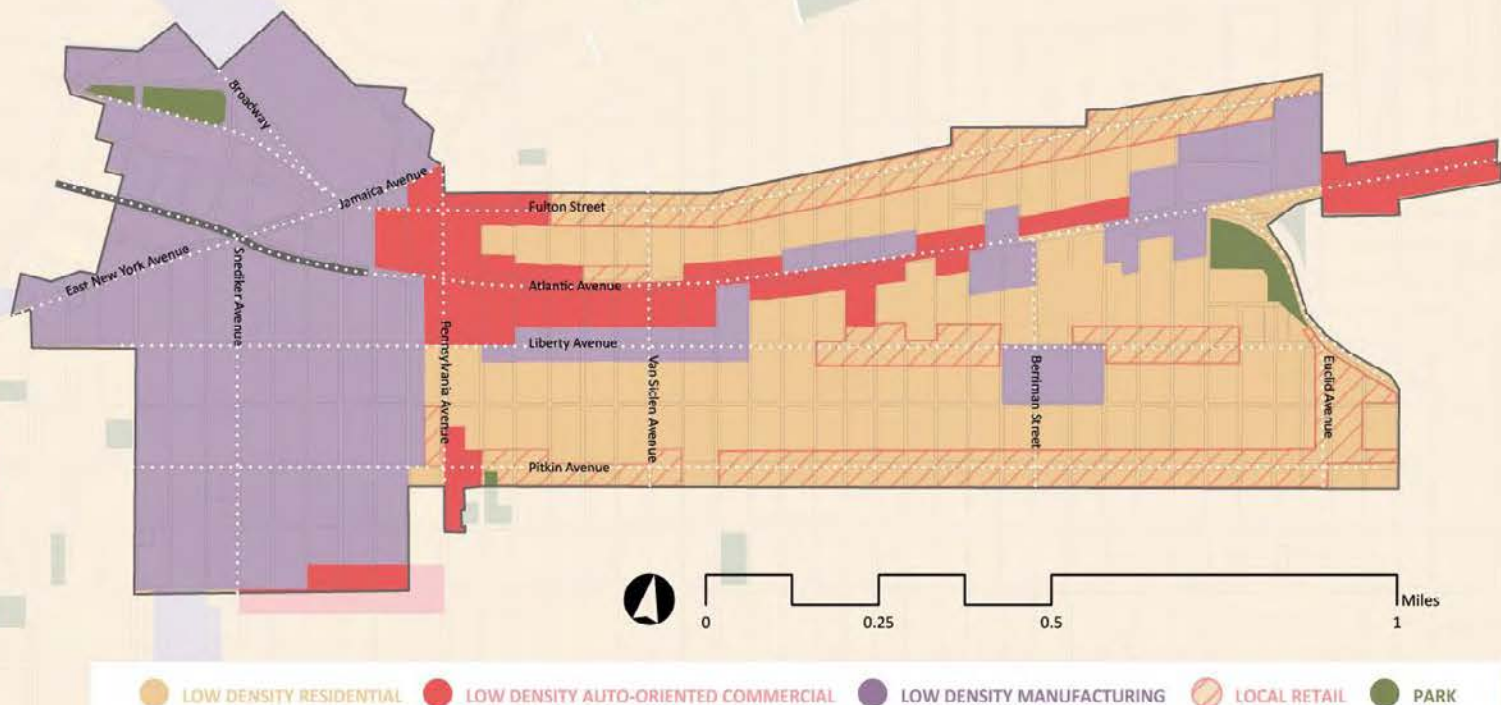 Broadway
Jamaica Avenue
East New York Avenue
Snediker Avenue
Fulton Street
Atlantic Avenue
Pennsylvania Avenue
Liberty Avenue
Van Siclen Avenue
Berriman Street
Euclid Avenue
Pitkin Avenue
Miles
0 0.25 0.5 1
LOW DENSITY RESIDENTIAL LOW DENSITY AUTO-ORIENTED COMMERCIAL LOW DENSITY MANUFACTURING LOCAL RETAIL PARK